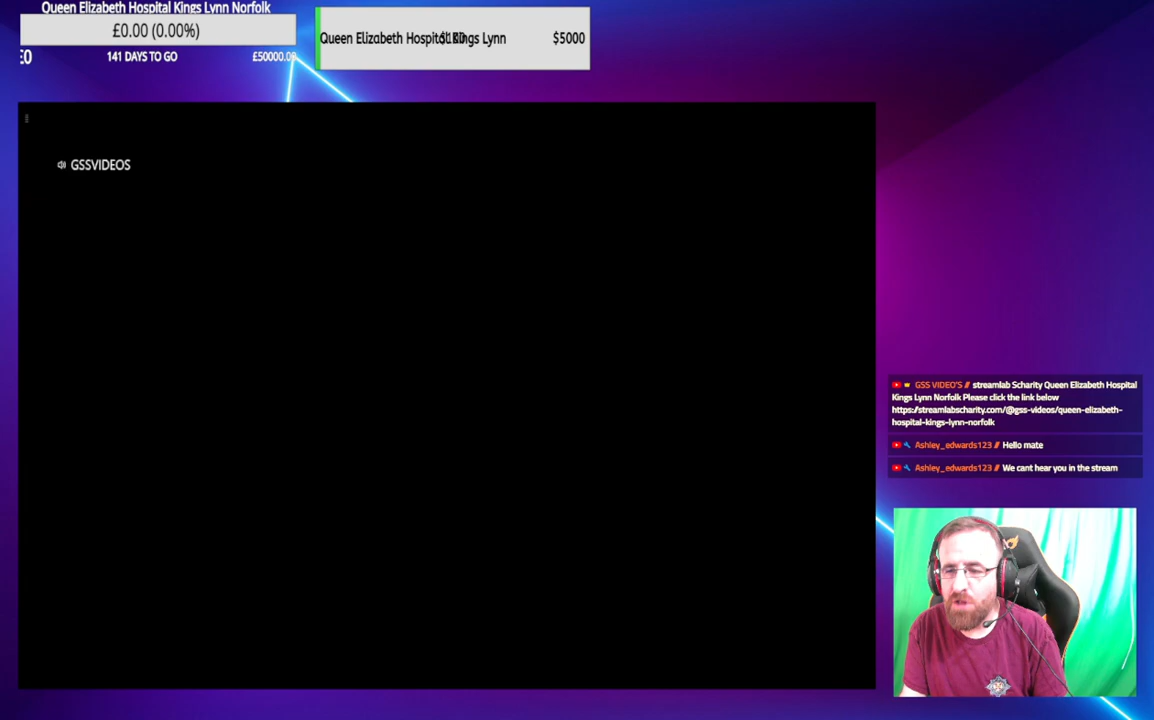 Queen Elizabeth Hospital Kings Lynn Norfolk
£0.00 (0.00%)
£0
141 DAYS TO GO
£50000.00
Queen Elizabeth Hospital Kings Lynn
$5000
GSSVIDEOS
GSS VIDEO'S // streamlab Scharity Queen Elizabeth Hospital
Kings Lynn Norfolk Please click the link below
https://streamlabscharity.com/@gss-videos/queen-elizabeth-
hospital-kings-lynn-norfolk
Ashley_edwards123 // Hello mate
Ashley_edwards123 // We cant hear you in the stream